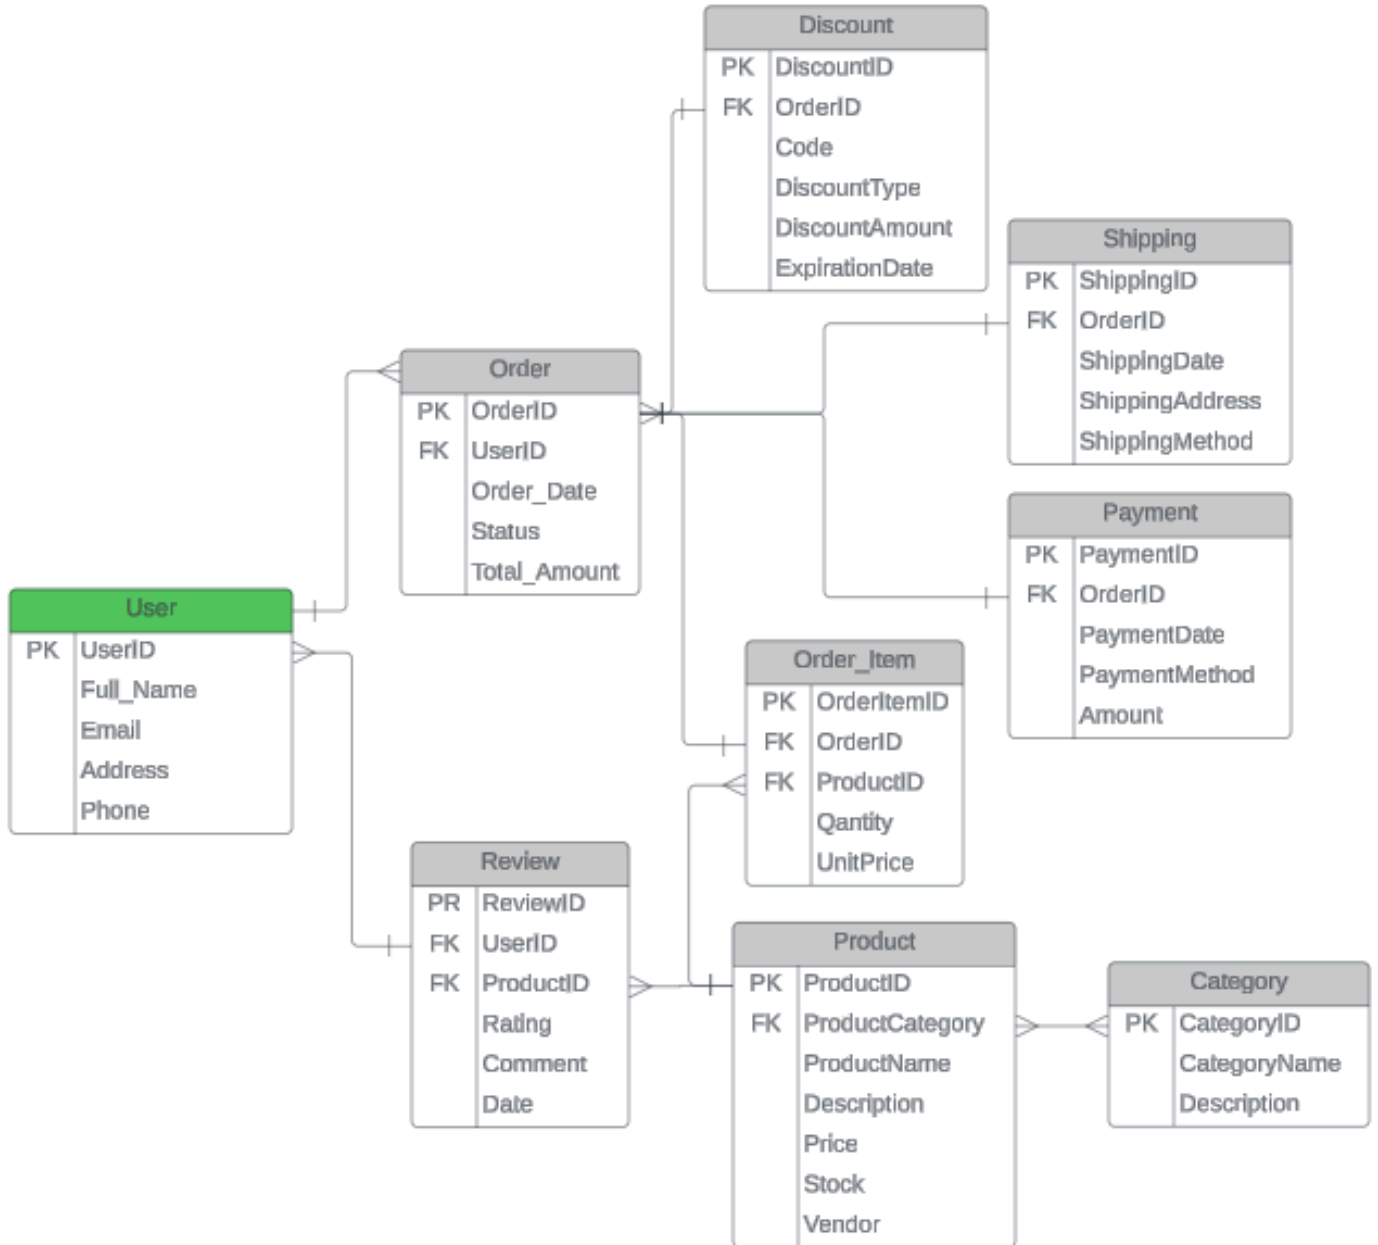 Discount
PK DiscountID
FK OrderID
Code
DiscountType
DiscountAmount
ExpirationDate
Shipping
PK ShippingID
FK OrderID
ShippingDate
ShippingAddress
ShippingMethod
Order
PK OrderID
FK UserID
Order_Date
Status
Total_Amount
Payment
PK PaymentID
FK OrderID
PaymentDate
PaymentMethod
Amount
User
PK UserID
Full_Name
Email
Address
Phone
Order_Item
PK OrderItemID
FK OrderID
FK ProductID
Qantity
UnitPrice
Review
PR ReviewID
FK UserID
FK ProductID
Rating
Comment
Date
Product
PK ProductID
FK ProductCategory
ProductName
Description
Price
Stock
Vendor
Category
PK CategoryID
CategoryName
Description